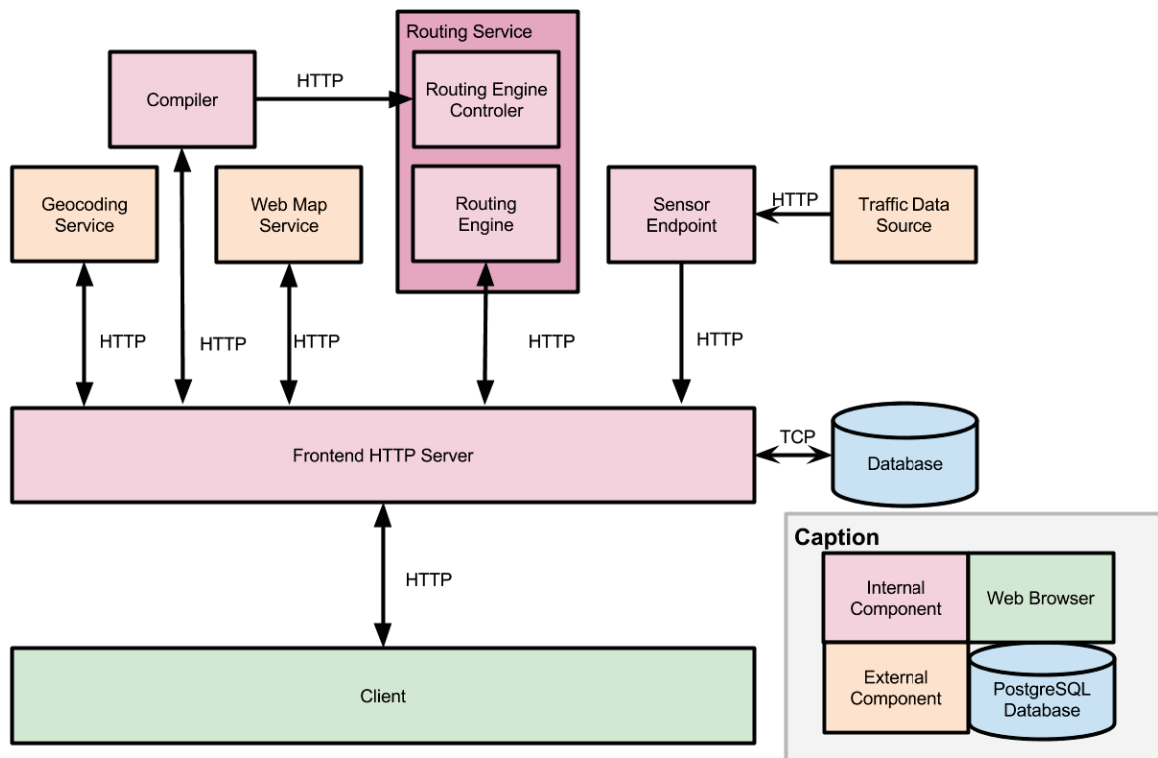 Routing Service
HTTP
Compiler
Routing Engine
Controler
Geocoding
Service
Web Map
Service
Routing
Engine
Sensor
Endpoint
HTTP
Traffic Data
Source
HTTP
HTTP
HTTP
HTTP
HTTP
Frontend HTTP Server
TCP
Database
HTTP
Client
Caption
Internal
Component
Web Browser
External
Component
PostgreSQL
Database